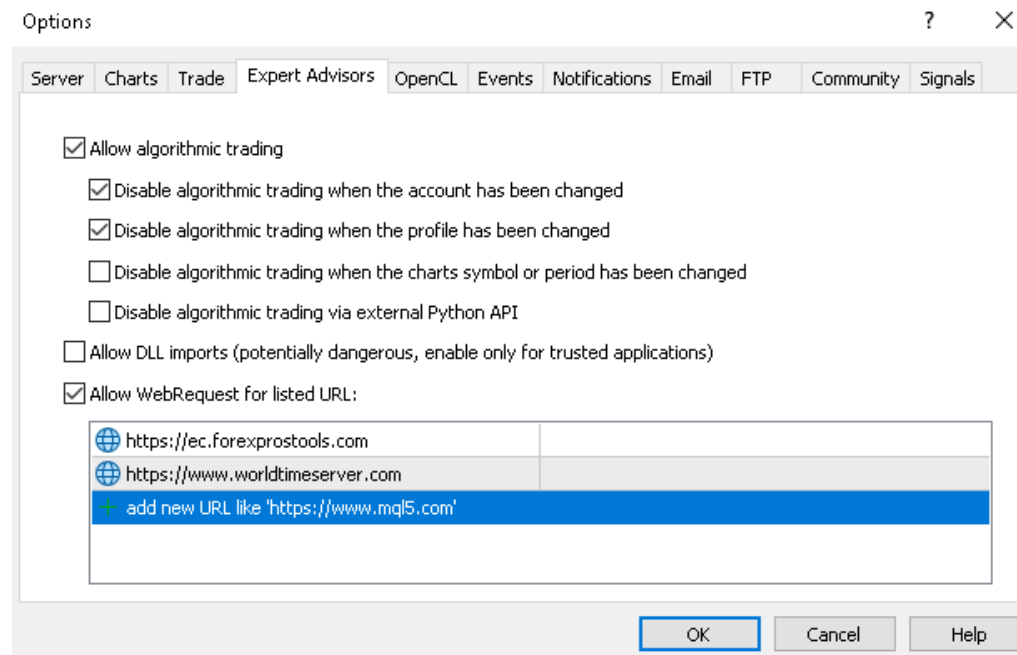 Options
Server Charts Trade Expert Advisors OpenCL Events Notifications Email FTP Community Signals
Allow algorithmic trading
Disable algorithmic trading when the account has been changed
Disable algorithmic trading when the profile has been changed
Disable algorithmic trading when the charts symbol or period has been changed
Disable algorithmic trading via external Python API
Allow DLL imports (potentially dangerous, enable only for trusted applications)
Allow WebRequest for listed URL:
https://ec.forexprostools.com
https://www.worldtimeserver.com
add new URL like 'https://www.mql5.com'
OK Cancel Help